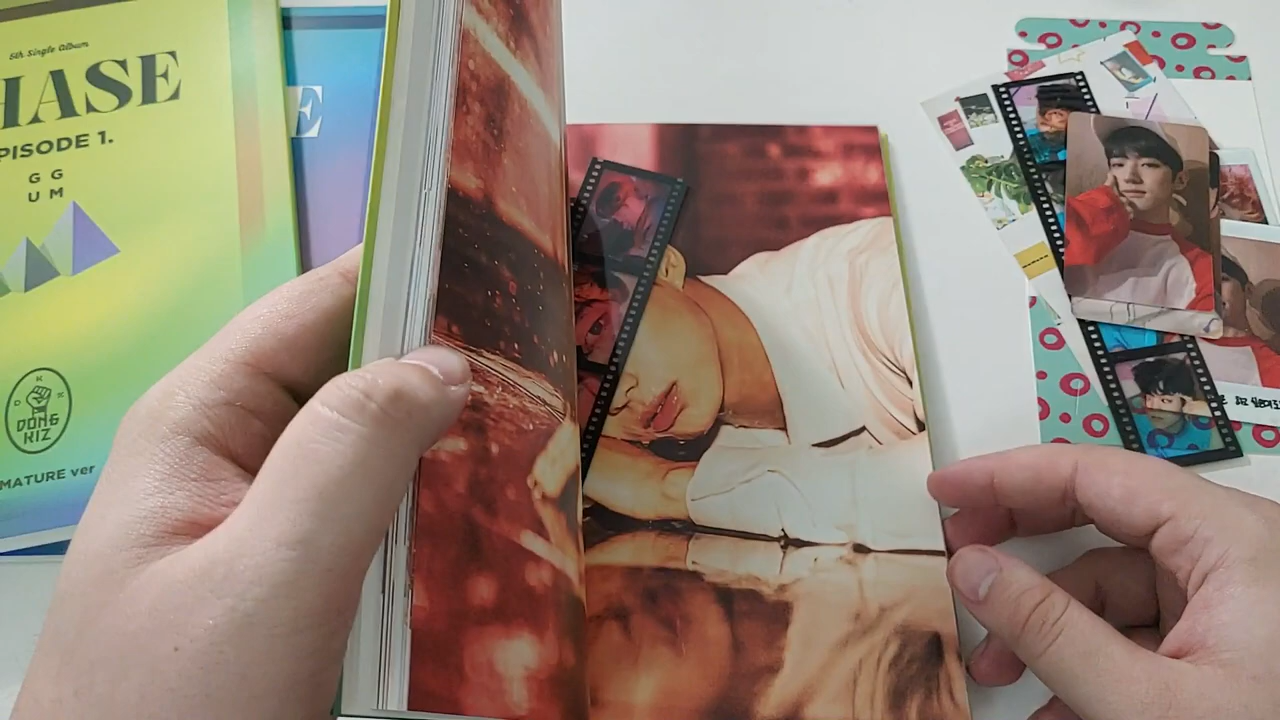 5th Single Album
HASE
PISODE 1.
G G
U M
K
D Z
DONG
KIZ
MATURE ver
E